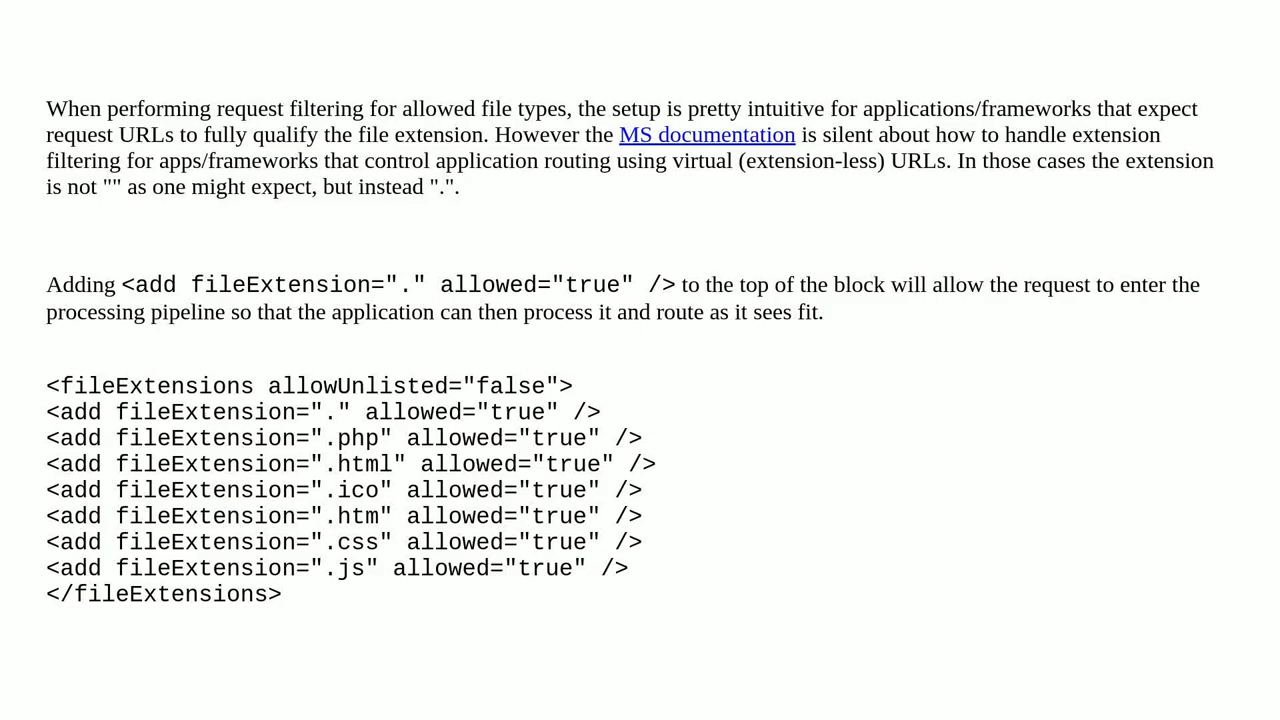 When performing request filtering for allowed file types, the setup is pretty intuitive for applications/frameworks that expect
request URLs to fully qualify the file extension. However the MS documentation is silent about how to handle extension
filtering for apps/frameworks that control application routing using virtual (extension-less) URLs. In those cases the extension
is not "" as one might expect, but instead ".".
Adding <add fileExtension="." allowed="true" /> to the top of the block will allow the request to enter the
processing pipeline so that the application can then process it and route as it sees fit.
<fileExtensions allowUnlisted="false">
<add fileExtension="." allowed="true" />
<add fileExtension=".php" allowed="true" />
<add fileExtension=".html" allowed="true" />
<add fileExtension=".ico" allowed="true" />
<add fileExtension=".htm" allowed="true" />
<add fileExtension=".css" allowed="true" />
<add fileExtension=".js" allowed="true" />
</fileExtensions>